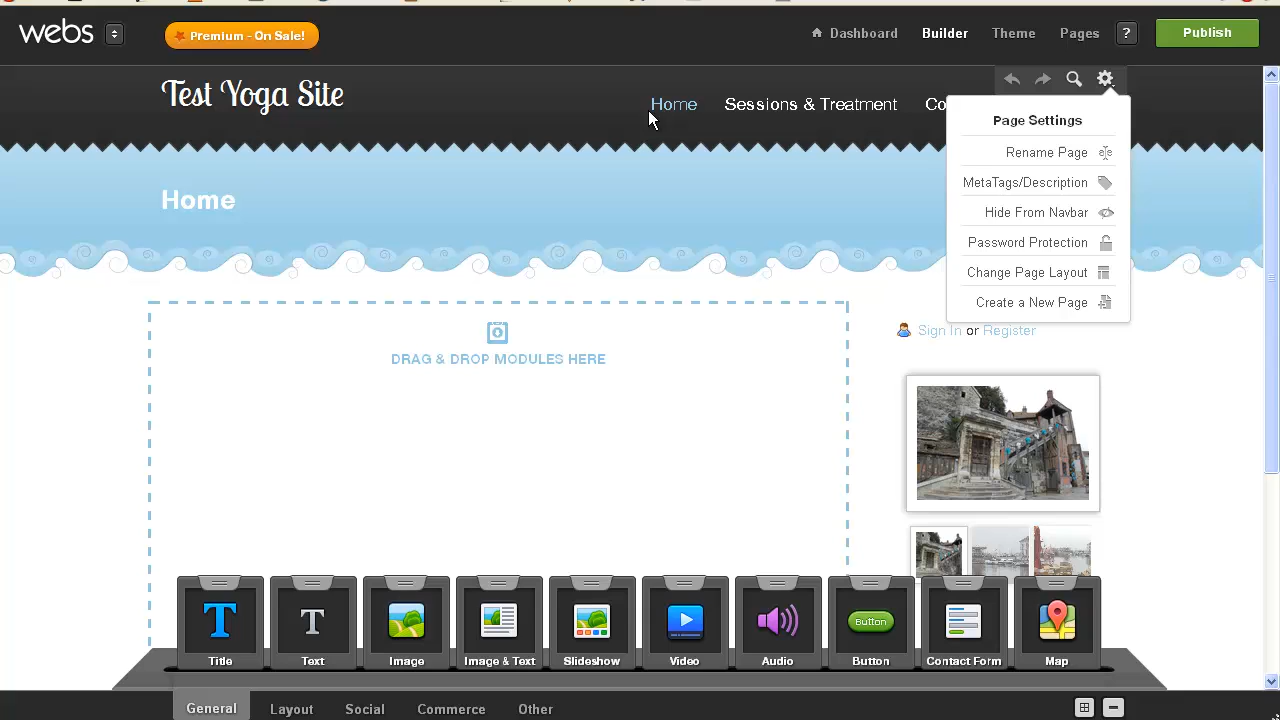 webs
Premium - On Sale!
Dashboard
Builder
Theme
Pages
?
Publish
Test Yoga Site
Home
Sessions & Treatment
Co
Page Settings
Rename Page
MetaTags/Description
Hide From Navbar
Password Protection
Change Page Layout
Create a New Page
Home
Sign In or Register
DRAG & DROP MODULES HERE
T
T
Button
Title
Text
Image
Image & Text
Slideshow
Video
Audio
Button
Contact Form
Map
General
Layout
Social
Commerce
Other